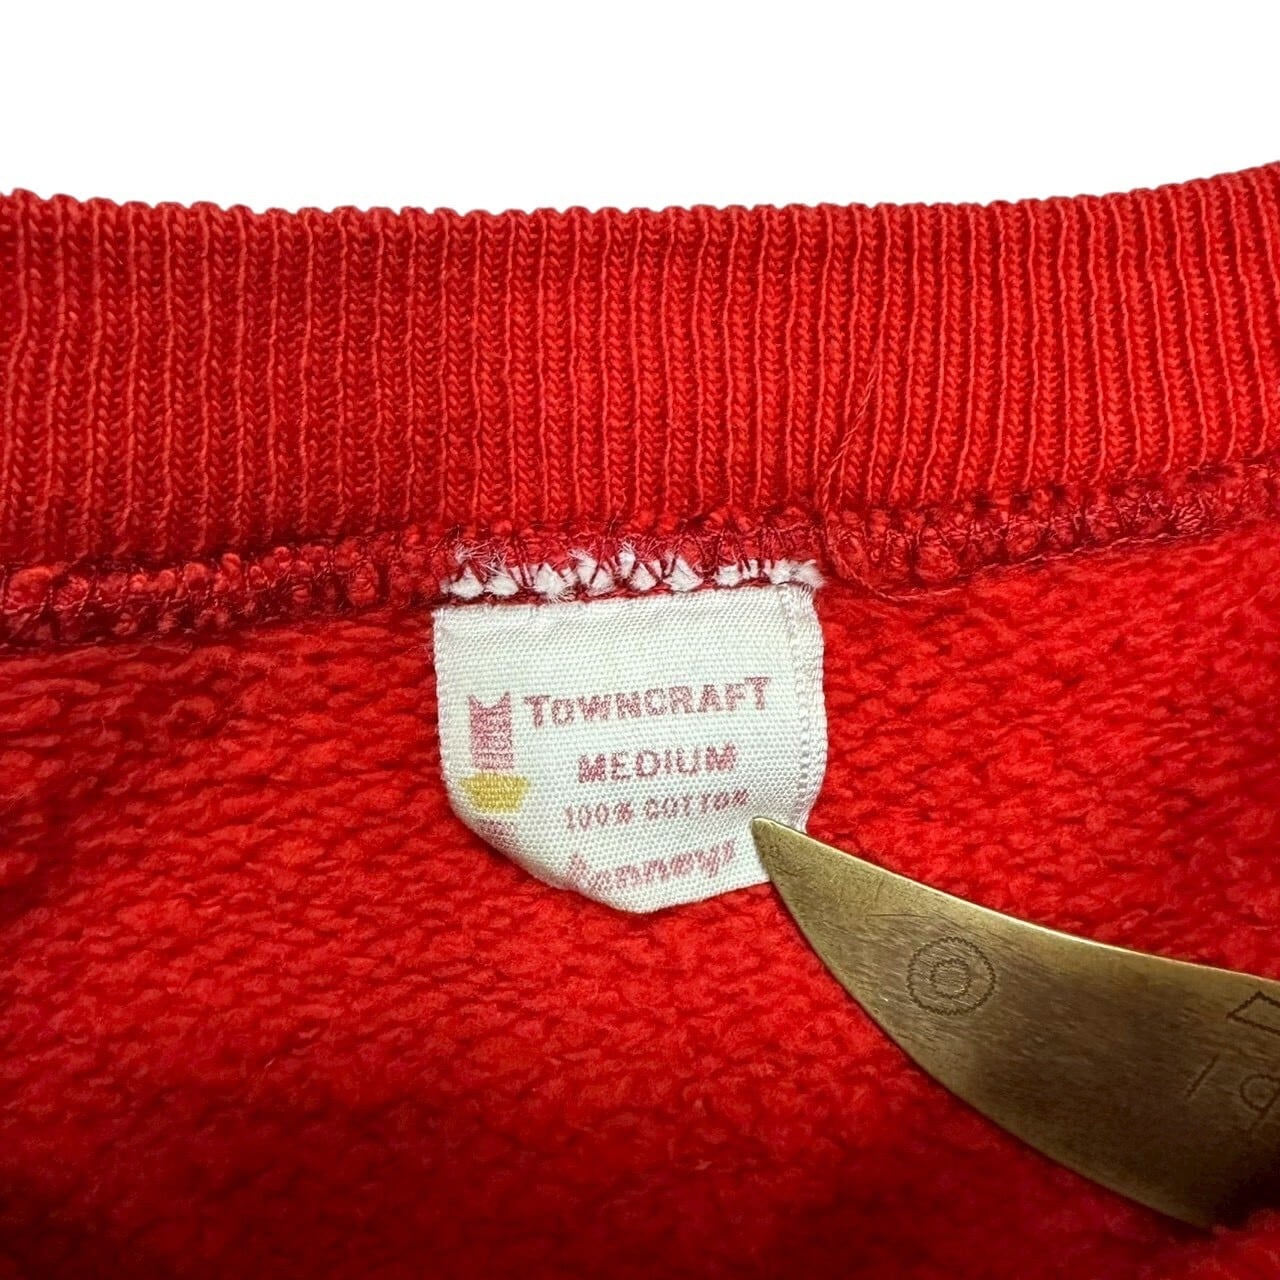 TOWNCRAFT
MEDIUM
100% COTTON
Penneys